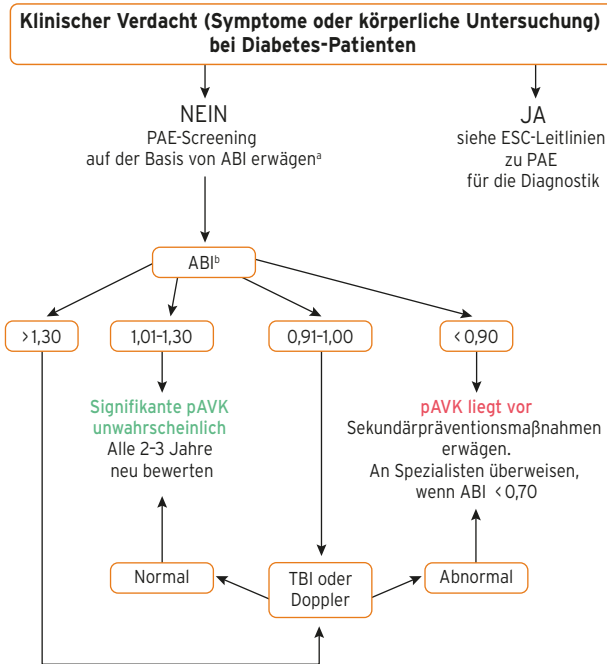 Klinischer Verdacht (Symptome oder körperliche Untersuchung)
bei Diabetes-Patienten
NEIN
PAE-Screening
auf der Basis von ABI erwägenᵃ
JA
siehe ESC-Leitlinien
zu PAE
für die Diagnostik
ABIᵇ
>1,30
1,01–1,30
0,91–1,00
<0,90
Signifikante pAVK
unwahrscheinlich
Alle 2–3 Jahre
neu bewerten
pAVK liegt vor
Sekundärpräventionsmaßnahmen
erwägen.
An Spezialisten überweisen,
wenn ABI <0,70
Normal
TBI oder
Doppler
Abnormal